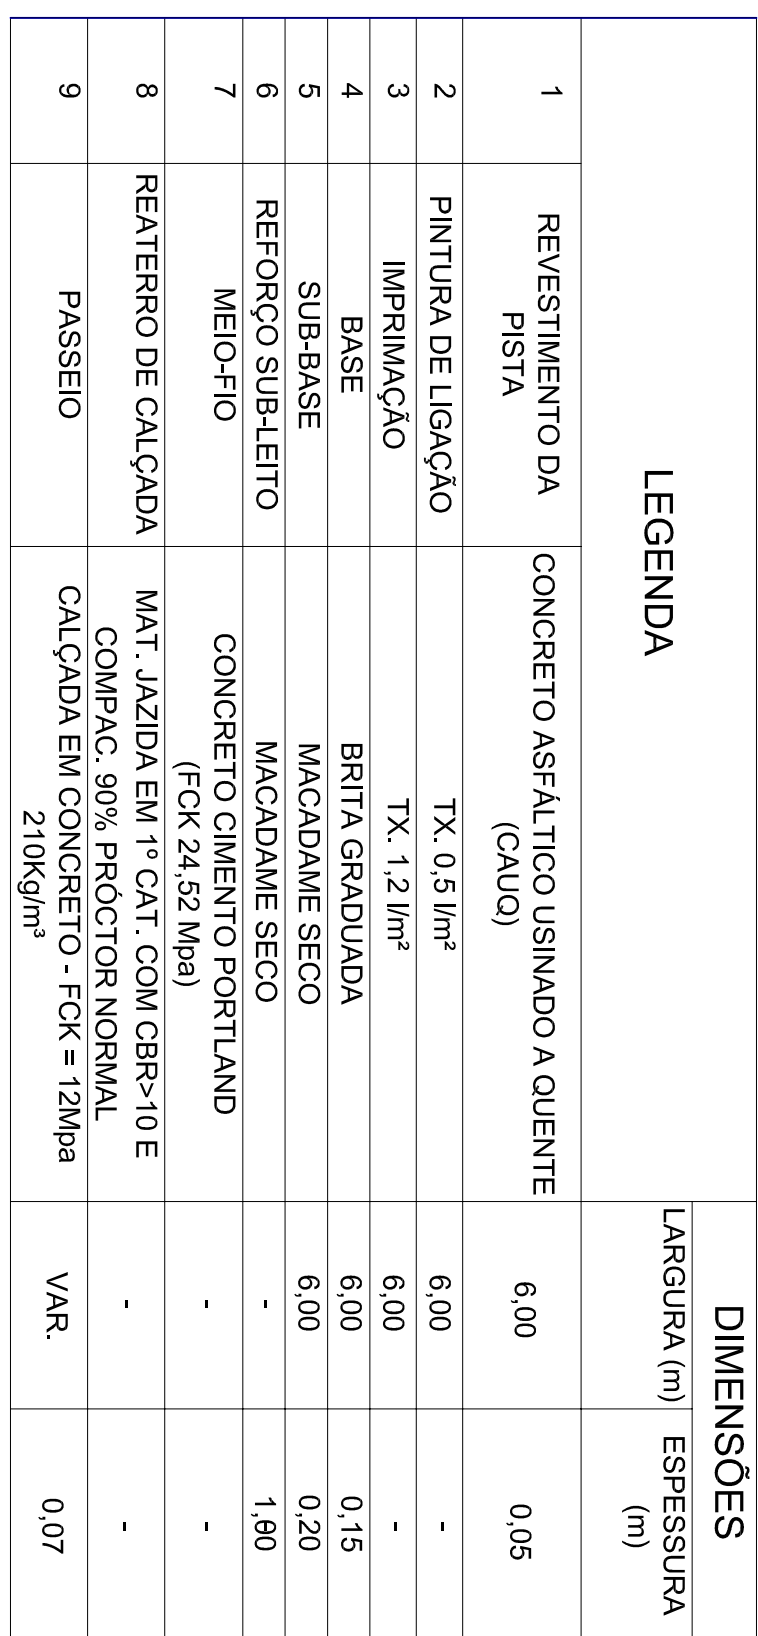 LEGENDA
DIMENSÕES
LARGURA (m)
ESPESSURA
(m)
1
REVESTIMENTO DA
PISTA
CONCRETO ASFÁLTICO USINADO A QUENTE
(CAUQ)
6,00
0,05
2
PINTURA DE LIGAÇÃO
TX. 0,5 l/m²
6,00
-
3
IMPRIMAÇÃO
TX. 1,2 l/m²
6,00
-
4
BASE
BRITA GRADUADA
6,00
0,15
5
SUB-BASE
MACADAME SECO
6,00
0,20
6
REFORÇO SUB-LEITO
MACADAME SECO
-
1,00
7
MEIO-FIO
CONCRETO CIMENTO PORTLAND
(FCK 24,52 Mpa)
-
-
8
REATERRO DE CALÇADA
MAT. JAZIDA EM 1º CAT. COM CBR>10 E
COMPAC. 90% PRÓCTOR NORMAL
-
-
9
PASSEIO
CALÇADA EM CONCRETO - FCK = 12Mpa
210Kg/m³
VAR.
0,07